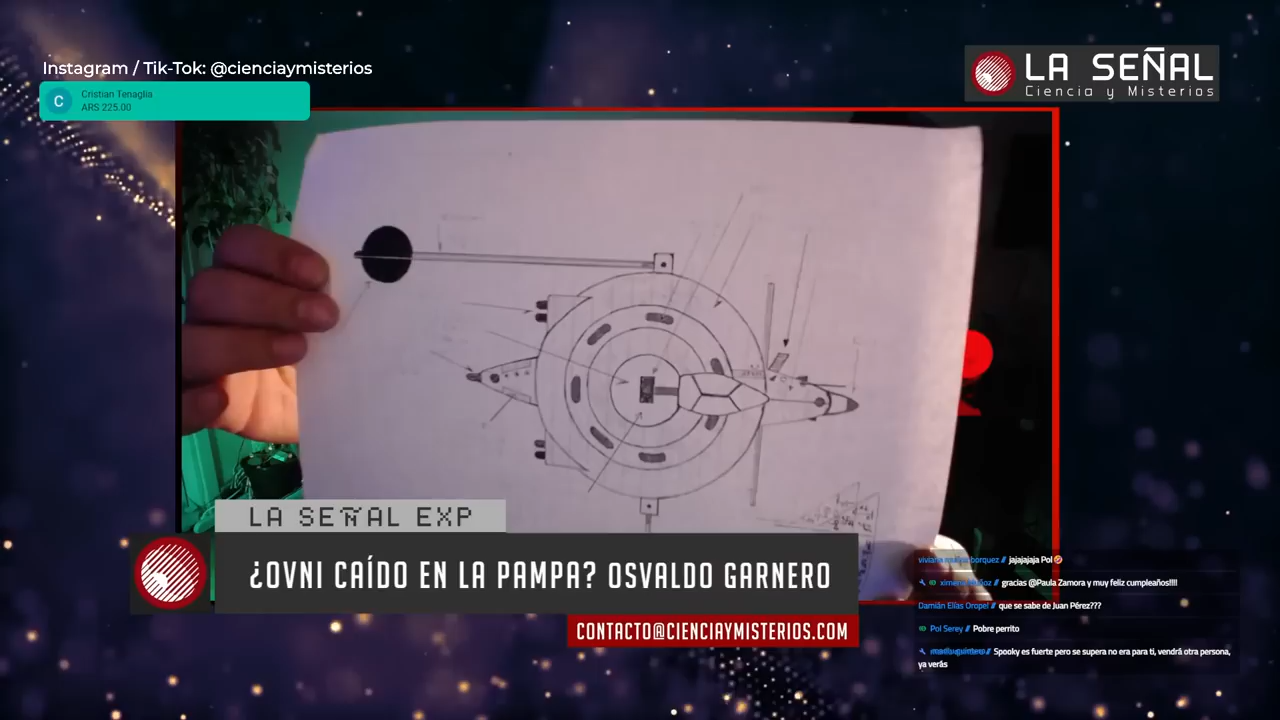 Instagram / Tik-Tok: @cienciaymisterios
C
Cristian Tenaglia
ARS 225.00
LA SEÑAL
Ciencia y Misterios
LA SEÑAL EXP
¿OVNI CAÍDO EN LA PAMPA? OSVALDO GARNERO
CONTACTO@CIENCIAYMISTERIOS.COM
jajajajaja Pol🤣
gracias @Paula Zamora y muy feliz cumpleaños!!!!
Damián Elías Oropel // que se sabe de Juan Pérez???
Pol Serey // Pobre perrito
// Spooky es fuerte pero se supera no era para ti, vendrá otra persona,
ya verás